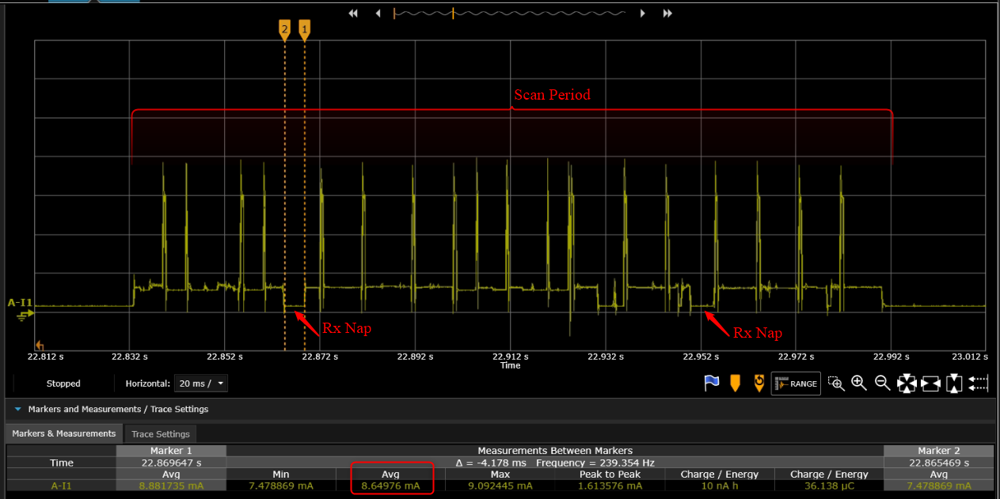 2 1
Scan Period
A-I1
Rx Nap
Rx Nap
22.812 s 22.832 s 22.852 s 22.872 s 22.892 s 22.912 s 22.932 s 22.952 s 22.972 s 22.992 s 23.012 s
Time
Stopped Horizontal: 20 ms / RANGE
Markers and Measurements / Trace Settings
Markers & Measurements Trace Settings
Marker 1 Measurements Between Markers Marker 2
Time 22.869647 s Δ = -4.178 ms Frequency = 239.354 Hz 22.865469 s
Avg Min Avg Max Peak to Peak Charge / Energy Charge / Energy Avg
A-I1 8.881735 mA 7.478869 mA 8.64976 mA 9.092445 mA 1.613576 mA 10 nA h 36.138 µC 7.478869 mA